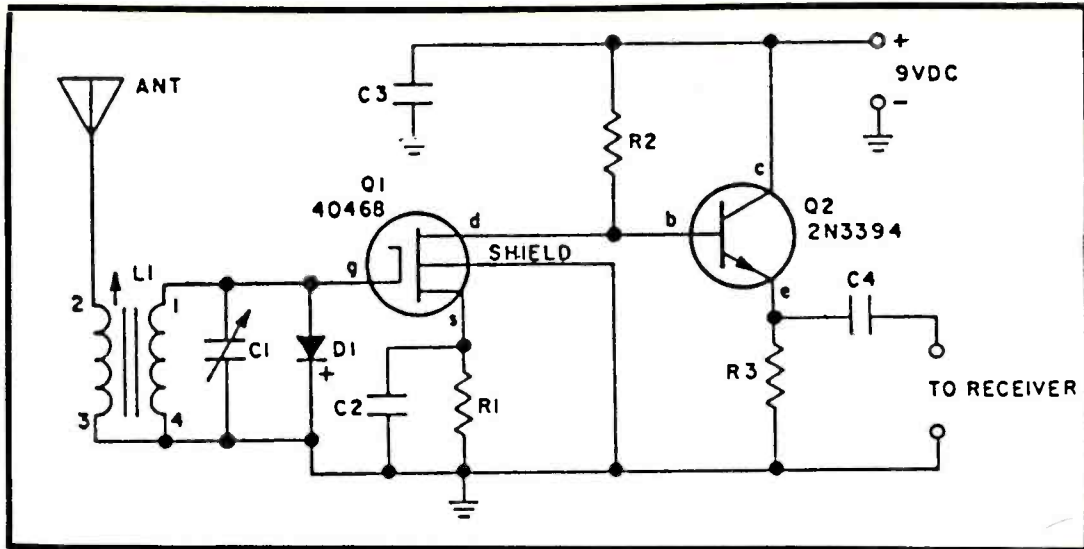 ANT
C3
+
9VDC
-
R2
Q1
40468
d
b
c
Q2
2N3394
SHIELD
g
s
e
C4
L1
2
1
C1
D1
+
C2
R1
R3
TO RECEIVER
3
4